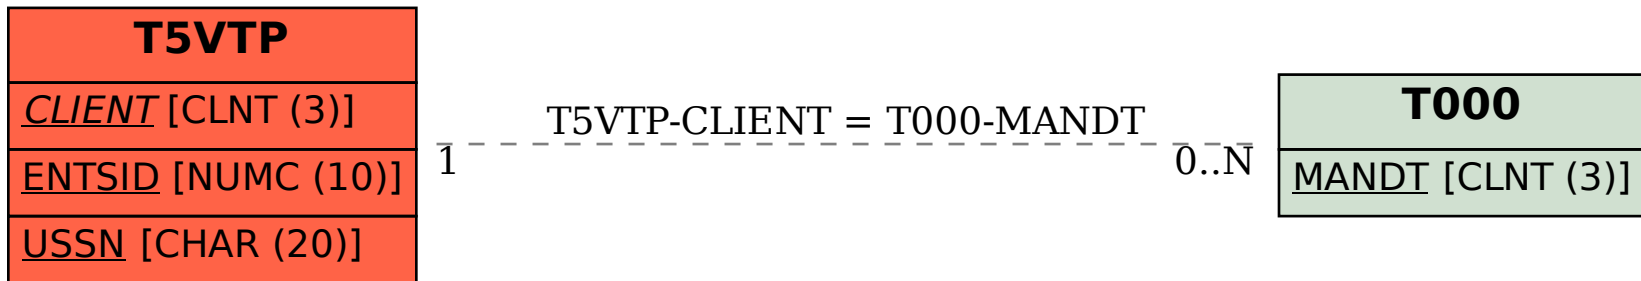 T5VTP
CLIENT [CLNT (3)]
ENTSID [NUMC (10)]
USSN [CHAR (20)]
T5VTP-CLIENT = T000-MANDT
1
0..N
T000
MANDT [CLNT (3)]